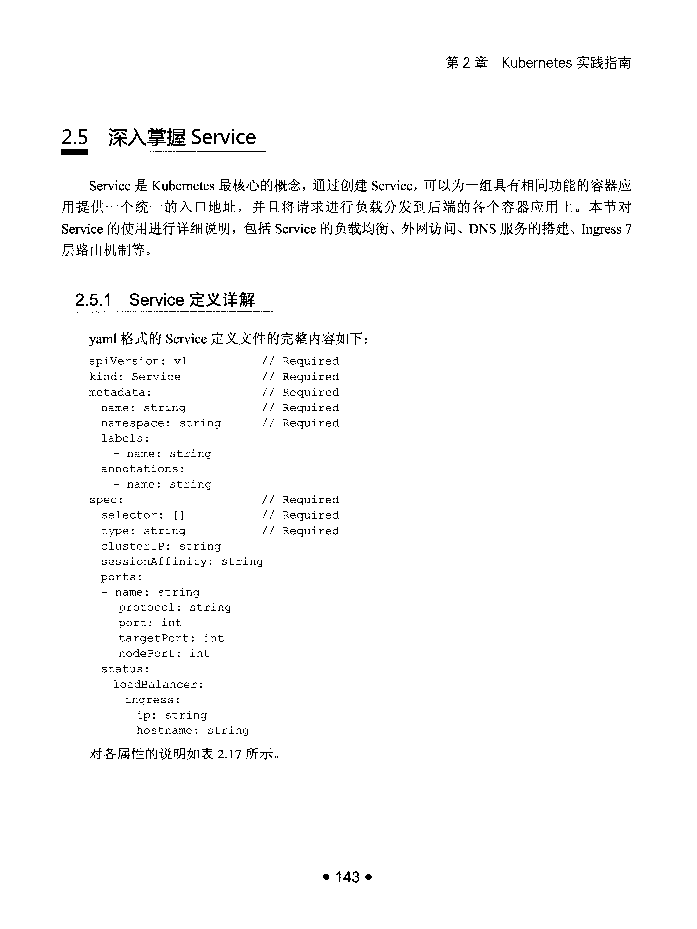 第 2 章 Kubernetes 实践指南
2.5 深入掌握 Service
Service 是 Kubernetes 最核心的概念，通过创建 Service，可以为一组具有相同功能的容器应
用提供一个统一的入口地址，并且将请求进行负载分发到后端的各个容器应用上。本节对
Service 的使用进行详细说明，包括 Service 的负载均衡、外网访问、DNS 服务的搭建、Ingress 7
层路由机制等。
2.5.1 Service 定义详解
yaml 格式的 Service 定义文件的完整内容如下：
apiVersion: v1 // Required
kind: Service // Required
metadata: // Required
name: string // Required
namespace: string // Required
labels:
- name: string
annotations:
- name: string
spec: // Required
selector: [] // Required
type: string // Required
clusterIP: string
sessionAffinity: string
ports:
- name: string
protocol: string
port: int
targetPort: int
nodePort: int
status:
loadBalancer:
ingress:
ip: string
hostname: string
对各属性的说明如表 2.17 所示。
• 143 •